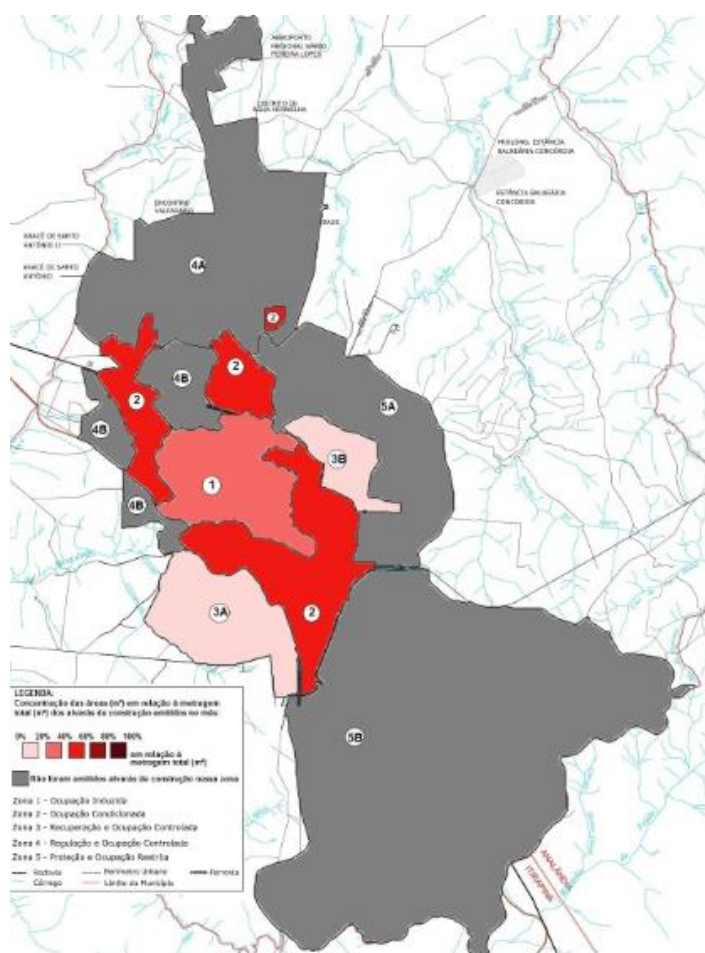 AEROPORTO
REGIONAL MÁRIO
PEREIRA LOPES
DISTRITO DE
ÁGUA VERMELHA
PAULDAG. ESTÂNCIA
BALNEÁRIA CONCÓRDIA
ESTÂNCIA BALNEÁRIA
CONCÓRDIA
ENCONTRO
VALPARAÍSO
DADE
ARACÊ DE SANTO
ANTÔNIO II
ARACÊ DE SANTO
ANTÔNIO
4A
2
2
4B
5A
2
4B
3B
1
4B
3A
2
5B
LEGENDA:
Concentração das áreas (m²) em relação à metragem
total (m²) dos alvarás de construção emitidos no mês:
0% 20% 40% 60% 80% 100%
em relação à
metragem total (m²)
Não foram emitidos alvarás de construção nessa zona
Zona 1 - Ocupação Induzida
Zona 2 - Ocupação Condicionada
Zona 3 - Recuperação e Ocupação Controlada
Zona 4 - Regulação e Ocupação Controlada
Zona 5 - Proteção e Ocupação Restrita
Rodovia Perímetro Urbano Ferrovia
Córrego Limite do Município
ANALÂNDIA
ITIRAPINA